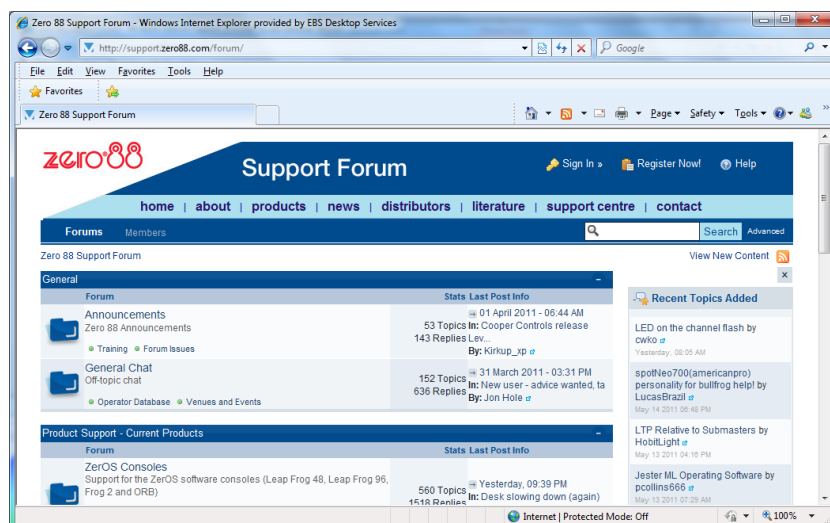 Zero 88 Support Forum - Windows Internet Explorer provided by EBS Desktop Services
http://support.zero88.com/forum/
Google
File Edit View Favorites Tools Help
Favorites
Zero 88 Support Forum
Page Safety Tools
zero88
Support Forum
Sign In »
Register Now!
Help
home | about | products | news | distributors | literature | support centre | contact
Forums Members
Search Advanced
Zero 88 Support Forum
View New Content
General
Forum Stats Last Post Info
Announcements
Zero 88 Announcements
Training Forum Issues
53 Topics
143 Replies
01 April 2011 - 06:44 AM
In: Cooper Controls release
Lev...
By: Kirkup_xp
General Chat
Off-topic chat
Operator Database Venues and Events
152 Topics
636 Replies
31 March 2011 - 03:31 PM
In: New user - advice wanted, ta
By: Jon Hole
Product Support - Current Products
Forum Stats Last Post Info
ZerOS Consoles
Support for the ZerOS software consoles (Leap Frog 48, Leap Frog 96,
Frog 2 and ORB)
560 Topics
1518 Replies
Yesterday, 09:39 PM
In: Desk slowing down (again)
Recent Topics Added
LED on the channel flash by
cwko
Yesterday, 08:05 AM
spotNeo700(americanpro)
personality for bullfrog help! by
LucasBrazil
May 14 2011 06:48 PM
LTP Relative to Submasters by
HobitLight
May 13 2011 04:16 PM
Jester ML Operating Software by
pcollins666
May 13 2011 07:29 AM
Internet | Protected Mode: Off
100%